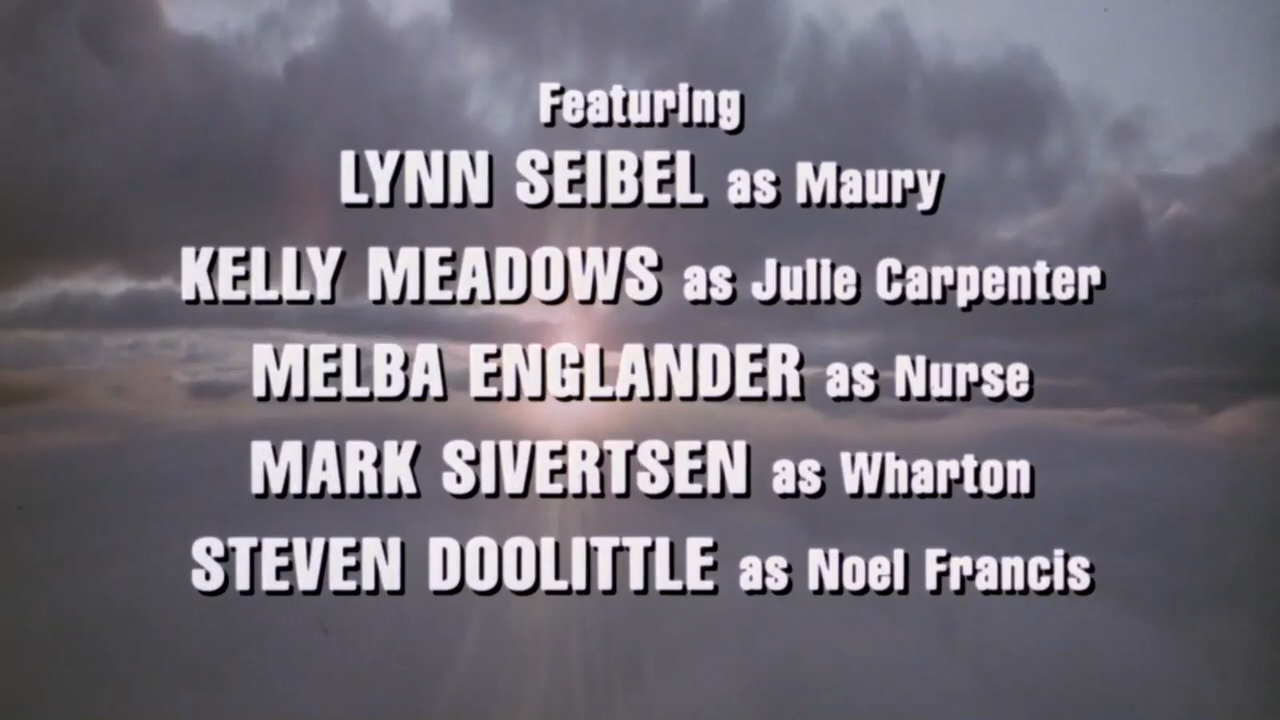 Featuring
LYNN SEIBEL as Maury
KELLY MEADOWS as Julie Carpenter
MELBA ENGLANDER as Nurse
MARK SIVERTSEN as Wharton
STEVEN DOOLITTLE as Noel Francis